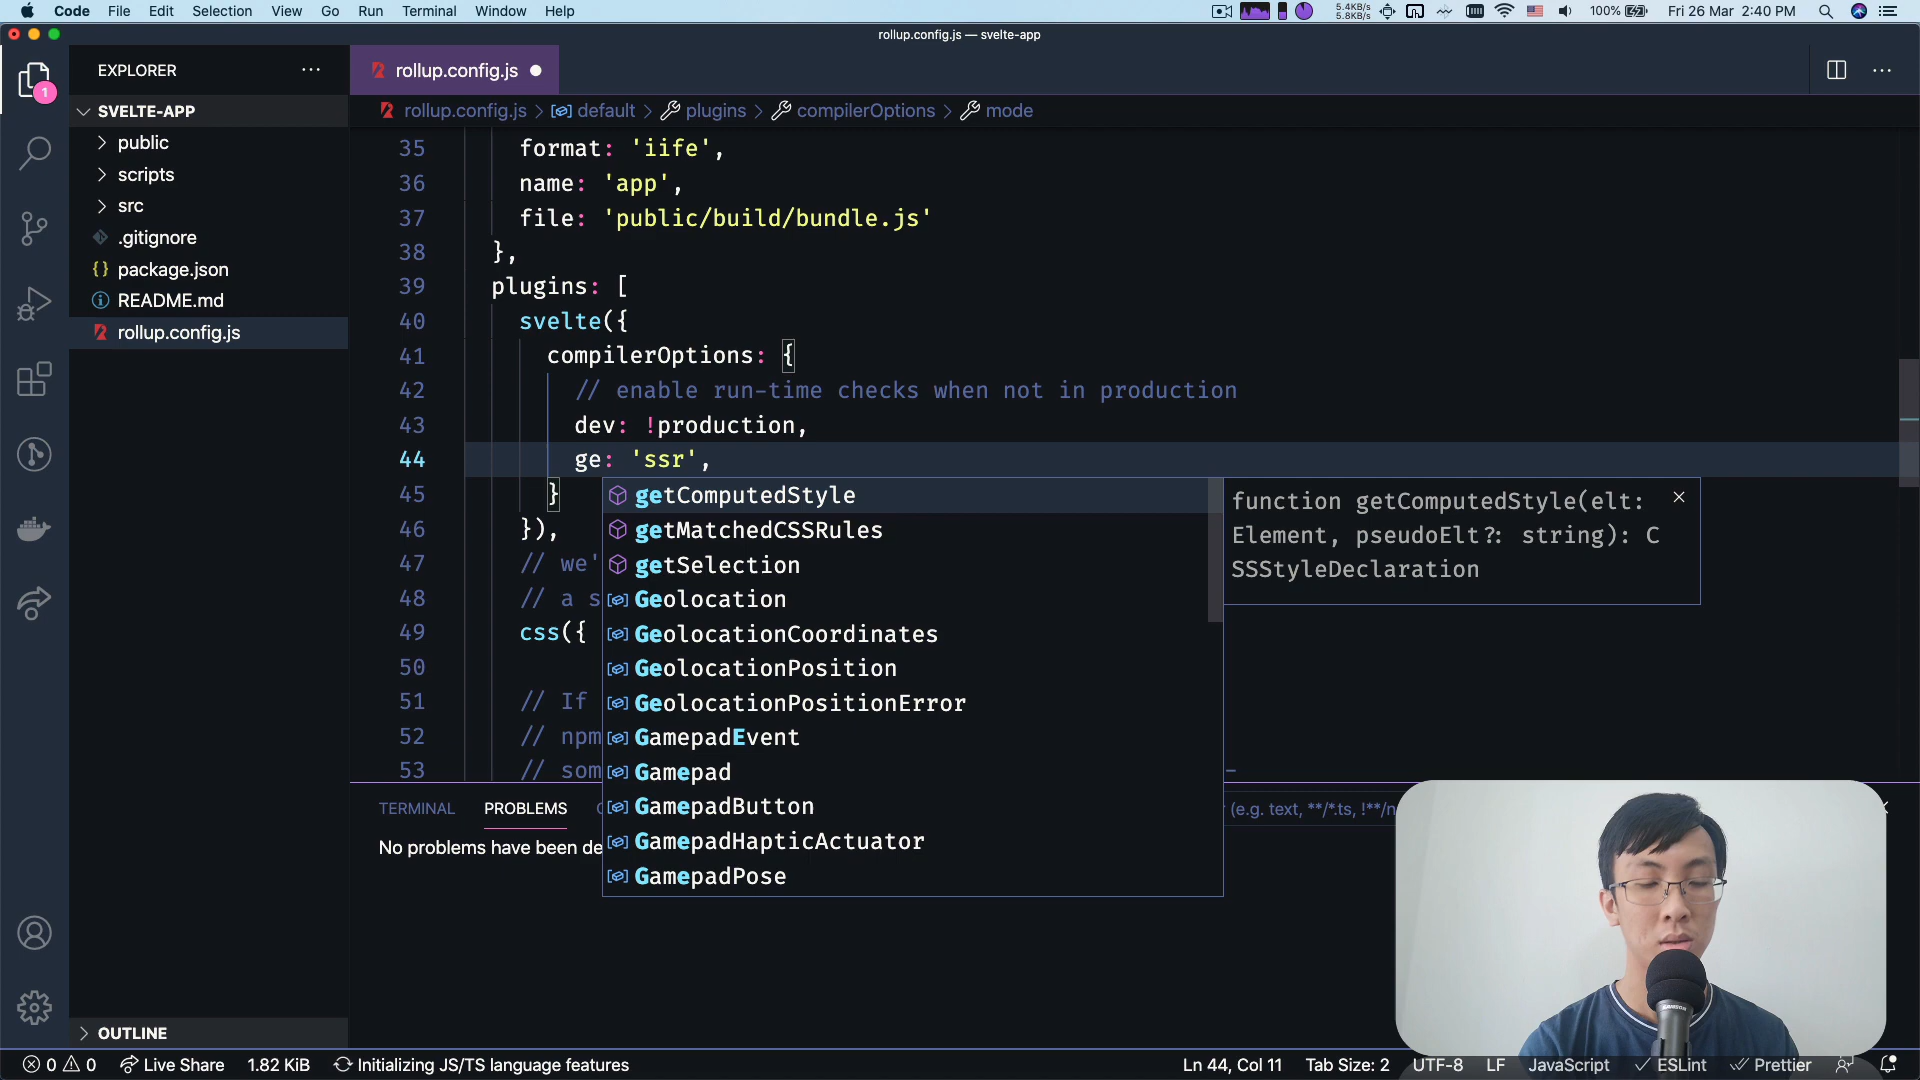 Code File Edit Selection View Go Run Terminal Window Help
5.4KB/s
5.8KB/s
100%
Fri 26 Mar 2:40 PM
rollup.config.js — svelte-app
EXPLORER
1
SVELTE-APP
public
scripts
src
.gitignore
package.json
README.md
rollup.config.js
OUTLINE
rollup.config.js
rollup.config.js > default > plugins > compilerOptions > mode
35 format: 'iife',
36 name: 'app',
37 file: 'public/build/bundle.js'
38 },
39 plugins: [
40 svelte({
41 compilerOptions: {
42 // enable run-time checks when not in production
43 dev: !production,
44 ge: 'ssr',
45 }
46 }),
47 // we'
48 // a s
49 css({
50
51 // If
52 // npm
53 // som
getComputedStyle
getMatchedCSSRules
getSelection
Geolocation
GeolocationCoordinates
GeolocationPosition
GeolocationPositionError
GamepadEvent
Gamepad
GamepadButton
GamepadHapticActuator
GamepadPose
function getComputedStyle(elt:
Element, pseudoElt?: string): C
SSStyleDeclaration
TERMINAL PROBLEMS
(e.g. text, **/*.ts, !**/n
No problems have been de
SAMSON
0 0 Live Share 1.82 KiB Initializing JS/TS language features
Ln 44, Col 11 Tab Size: 2 UTF-8 LF JavaScript ESLint Prettier